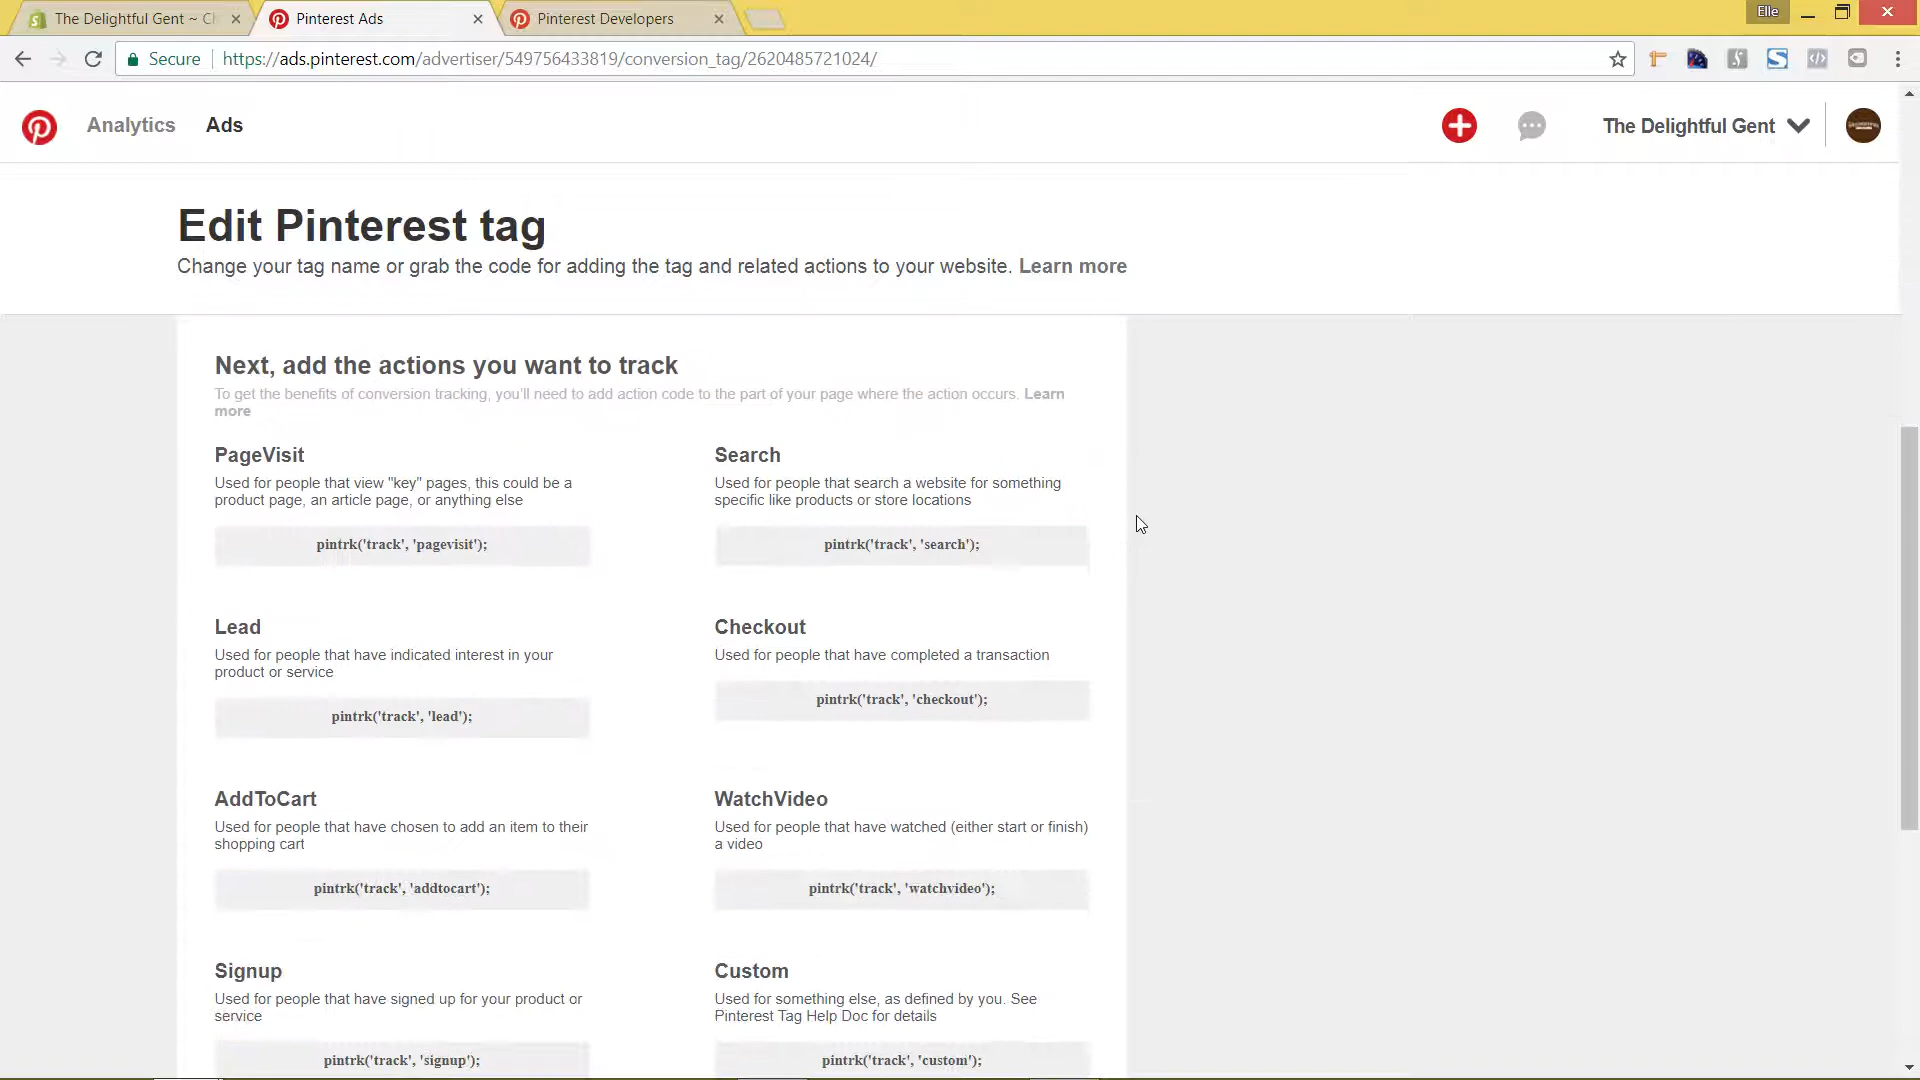 The Delightful Gent ~ Ch
Pinterest Ads
Pinterest Developers
Elle
Secure
https://ads.pinterest.com/advertiser/549756433819/conversion_tag/2620485721024/
Analytics
Ads
The Delightful Gent
Edit Pinterest tag
Change your tag name or grab the code for adding the tag and related actions to your website. Learn more
Next, add the actions you want to track
To get the benefits of conversion tracking, you'll need to add action code to the part of your page where the action occurs. Learn
more
PageVisit
Used for people that view "key" pages, this could be a
product page, an article page, or anything else
pintrk('track', 'pagevisit');
Search
Used for people that search a website for something
specific like products or store locations
pintrk('track', 'search');
Lead
Used for people that have indicated interest in your
product or service
pintrk('track', 'lead');
Checkout
Used for people that have completed a transaction
pintrk('track', 'checkout');
AddToCart
Used for people that have chosen to add an item to their
shopping cart
pintrk('track', 'addtocart');
WatchVideo
Used for people that have watched (either start or finish)
a video
pintrk('track', 'watchvideo');
Signup
Used for people that have signed up for your product or
service
pintrk('track', 'signup');
Custom
Used for something else, as defined by you. See
Pinterest Tag Help Doc for details
pintrk('track', 'custom');